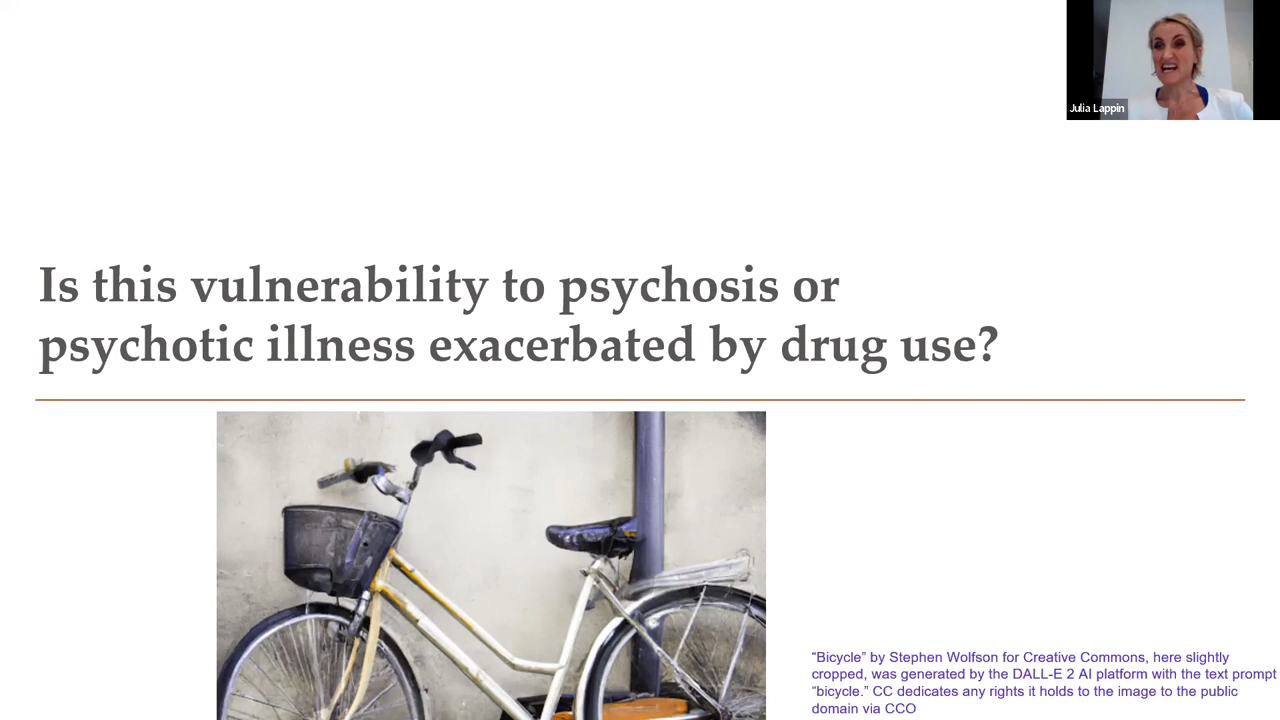 Julia Lappin
Is this vulnerability to psychosis or
psychotic illness exacerbated by drug use?
“Bicycle” by Stephen Wolfson for Creative Commons, here slightly
cropped, was generated by the DALL-E 2 AI platform with the text prompt
“bicycle.” CC dedicates any rights it holds to the image to the public
domain via CCO